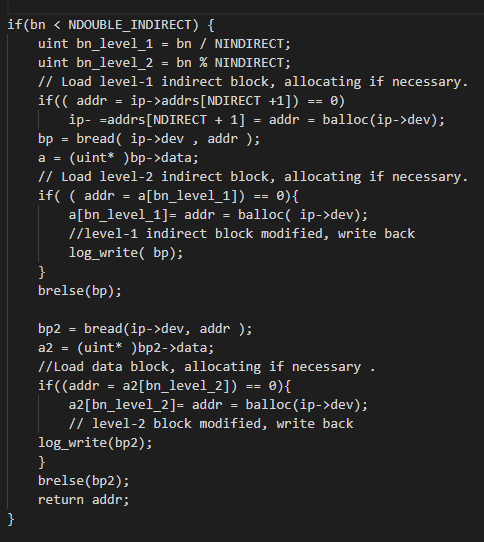 if(bn < NDOUBLE_INDIRECT) {
    uint bn_level_1 = bn / NINDIRECT;
    uint bn_level_2 = bn % NINDIRECT;
    // Load level-1 indirect block, allocating if necessary.
    if(( addr = ip->addrs[NDIRECT +1]) == 0)
        ip- =addrs[NDIRECT + 1] = addr = balloc(ip->dev);
    bp = bread( ip->dev , addr );
    a = (uint* )bp->data;
    // Load level-2 indirect block, allocating if necessary.
    if( ( addr = a[bn_level_1]) == 0){
        a[bn_level_1]= addr = balloc( ip->dev);
        //level-1 indirect block modified, write back
        log_write( bp);
    }
    brelse(bp);

    bp2 = bread(ip->dev, addr );
    a2 = (uint* )bp2->data;
    //Load data block, allocating if necessary .
    if((addr = a2[bn_level_2]) == 0){
        a2[bn_level_2]= addr = balloc(ip->dev);
        // level-2 block modified, write back
    log_write(bp2);
    }
    brelse(bp2);
    return addr;
}